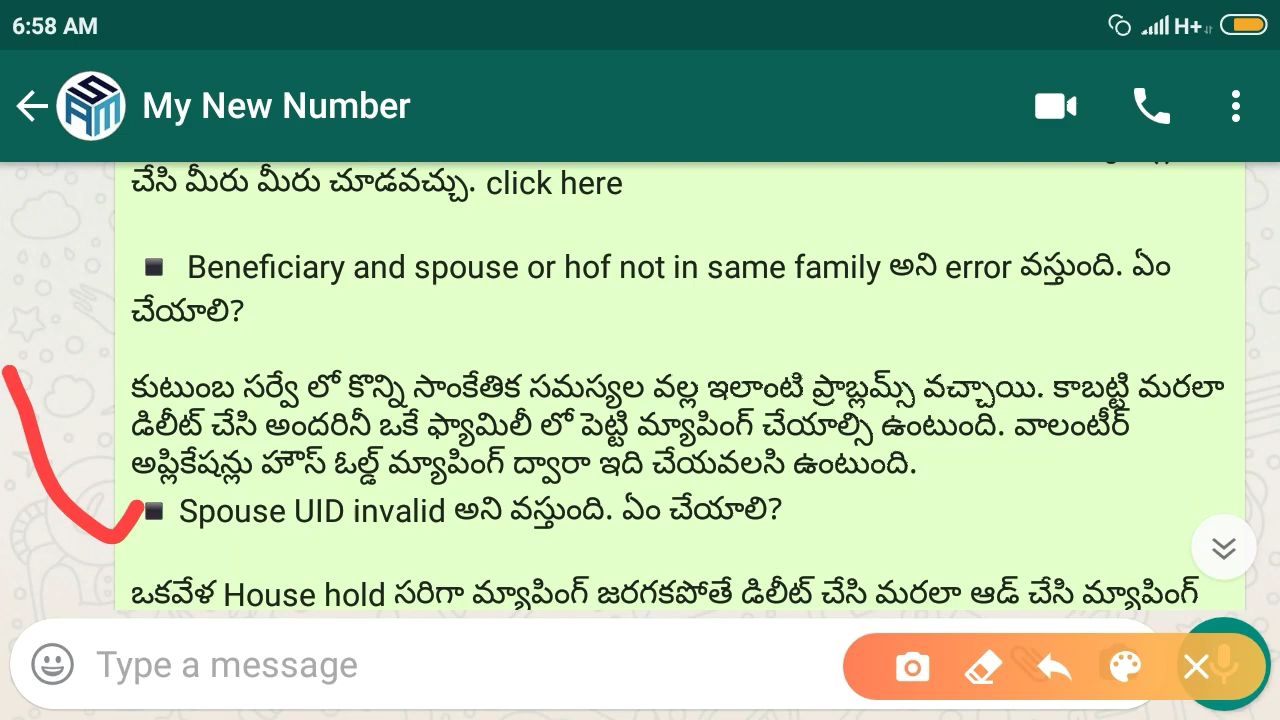 6:58 AM
H+
SAM
My New Number
చేసి మీరు మీరు చూడవచ్చు. click here
▪ Beneficiary and spouse or hof not in same family అని error వస్తుంది. ఏం
చేయాలి?
కుటుంబ సర్వే లో కొన్ని సాంకేతిక సమస్యల వల్ల ఇలాంటి ప్రాబ్లమ్స్ వచ్చాయి. కాబట్టి మరలా
డిలీట్ చేసి అందరినీ ఒకే ఫ్యామిలీ లో పెట్టి మ్యాపింగ్ చేయాల్సి ఉంటుంది. వాలంటీర్
అప్లికేషన్లు హౌస్ ఓల్డ్ మ్యాపింగ్ ద్వారా ఇది చేయవలసి ఉంటుంది.
▪ Spouse UID invalid అని వస్తుంది. ఏం చేయాలి?
ఒకవేళ House hold సరిగా మ్యాపింగ్ జరగకపోతే డిలీట్ చేసి మరలా ఆడ్ చేసి మ్యాపింగ్
Type a message